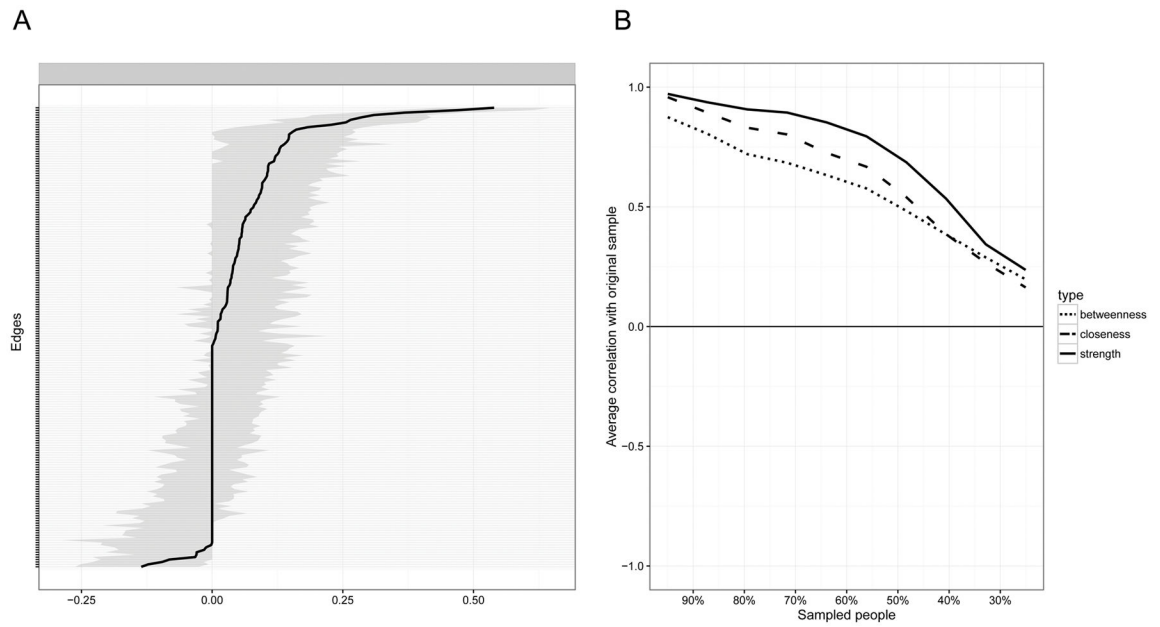 A
Edges
−0.25 0.00 0.25 0.50
B
Average correlation with original sample
1.0
0.5
0.0
−0.5
−1.0
90% 80% 70% 60% 50% 40% 30%
Sampled people
type
betweenness
closeness
strength